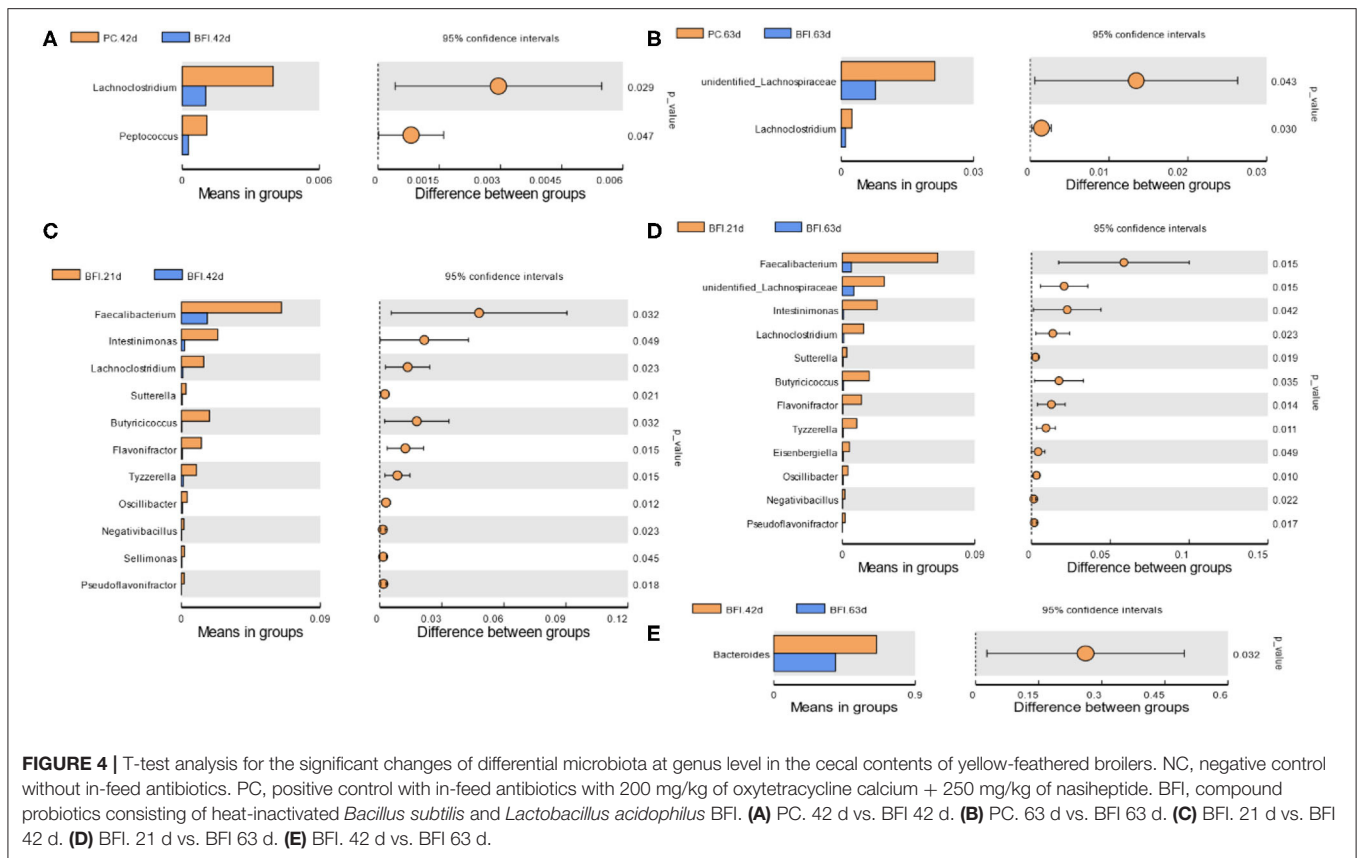 A
PC.42d BFI.42d 95% confidence intervals
Lachnoclostridium 0.029
Peptococcus 0.047
p_value
0 0.006 0 0.0015 0.003 0.0045 0.006
Means in groups Difference between groups
B
PC.63d BFI.63d 95% confidence intervals
unidentified_Lachnospiraceae 0.043
Lachnoclostridium 0.030
p_value
0 0.03 0 0.01 0.02 0.03
Means in groups Difference between groups
C
BFI.21d BFI.42d 95% confidence intervals
Faecalibacterium 0.032
Intestinimonas 0.049
Lachnoclostridium 0.023
Sutterella 0.021
Butyricicoccus 0.032
Flavonifractor 0.015
Tyzzerella 0.015
Oscillibacter 0.012
Negativibacillus 0.023
Sellimonas 0.045
Pseudoflavonifractor 0.018
p_value
0 0.09 0 0.03 0.06 0.09 0.12
Means in groups Difference between groups
D
BFI.21d BFI.63d 95% confidence intervals
Faecalibacterium 0.015
unidentified_Lachnospiraceae 0.015
Intestinimonas 0.042
Lachnoclostridium 0.023
Sutterella 0.019
Butyricicoccus 0.035
Flavonifractor 0.014
Tyzzerella 0.011
Eisenbergiella 0.049
Oscillibacter 0.010
Negativibacillus 0.022
Pseudoflavonifractor 0.017
p_value
0 0.09 0 0.05 0.1 0.15
Means in groups Difference between groups
E
BFI.42d BFI.63d 95% confidence intervals
Bacteroides 0.032
p_value
0 0.9 0 0.15 0.3 0.45 0.6
Means in groups Difference between groups
FIGURE 4 | T-test analysis for the significant changes of differential microbiota at genus level in the cecal contents of yellow-feathered broilers. NC, negative control
without in-feed antibiotics. PC, positive control with in-feed antibiotics with 200 mg/kg of oxytetracycline calcium + 250 mg/kg of nasiheptide. BFI, compound
probiotics consisting of heat-inactivated Bacillus subtilis and Lactobacillus acidophilus BFI. (A) PC. 42 d vs. BFI 42 d. (B) PC. 63 d vs. BFI 63 d. (C) BFI. 21 d vs. BFI
42 d. (D) BFI. 21 d vs. BFI 63 d. (E) BFI. 42 d vs. BFI 63 d.